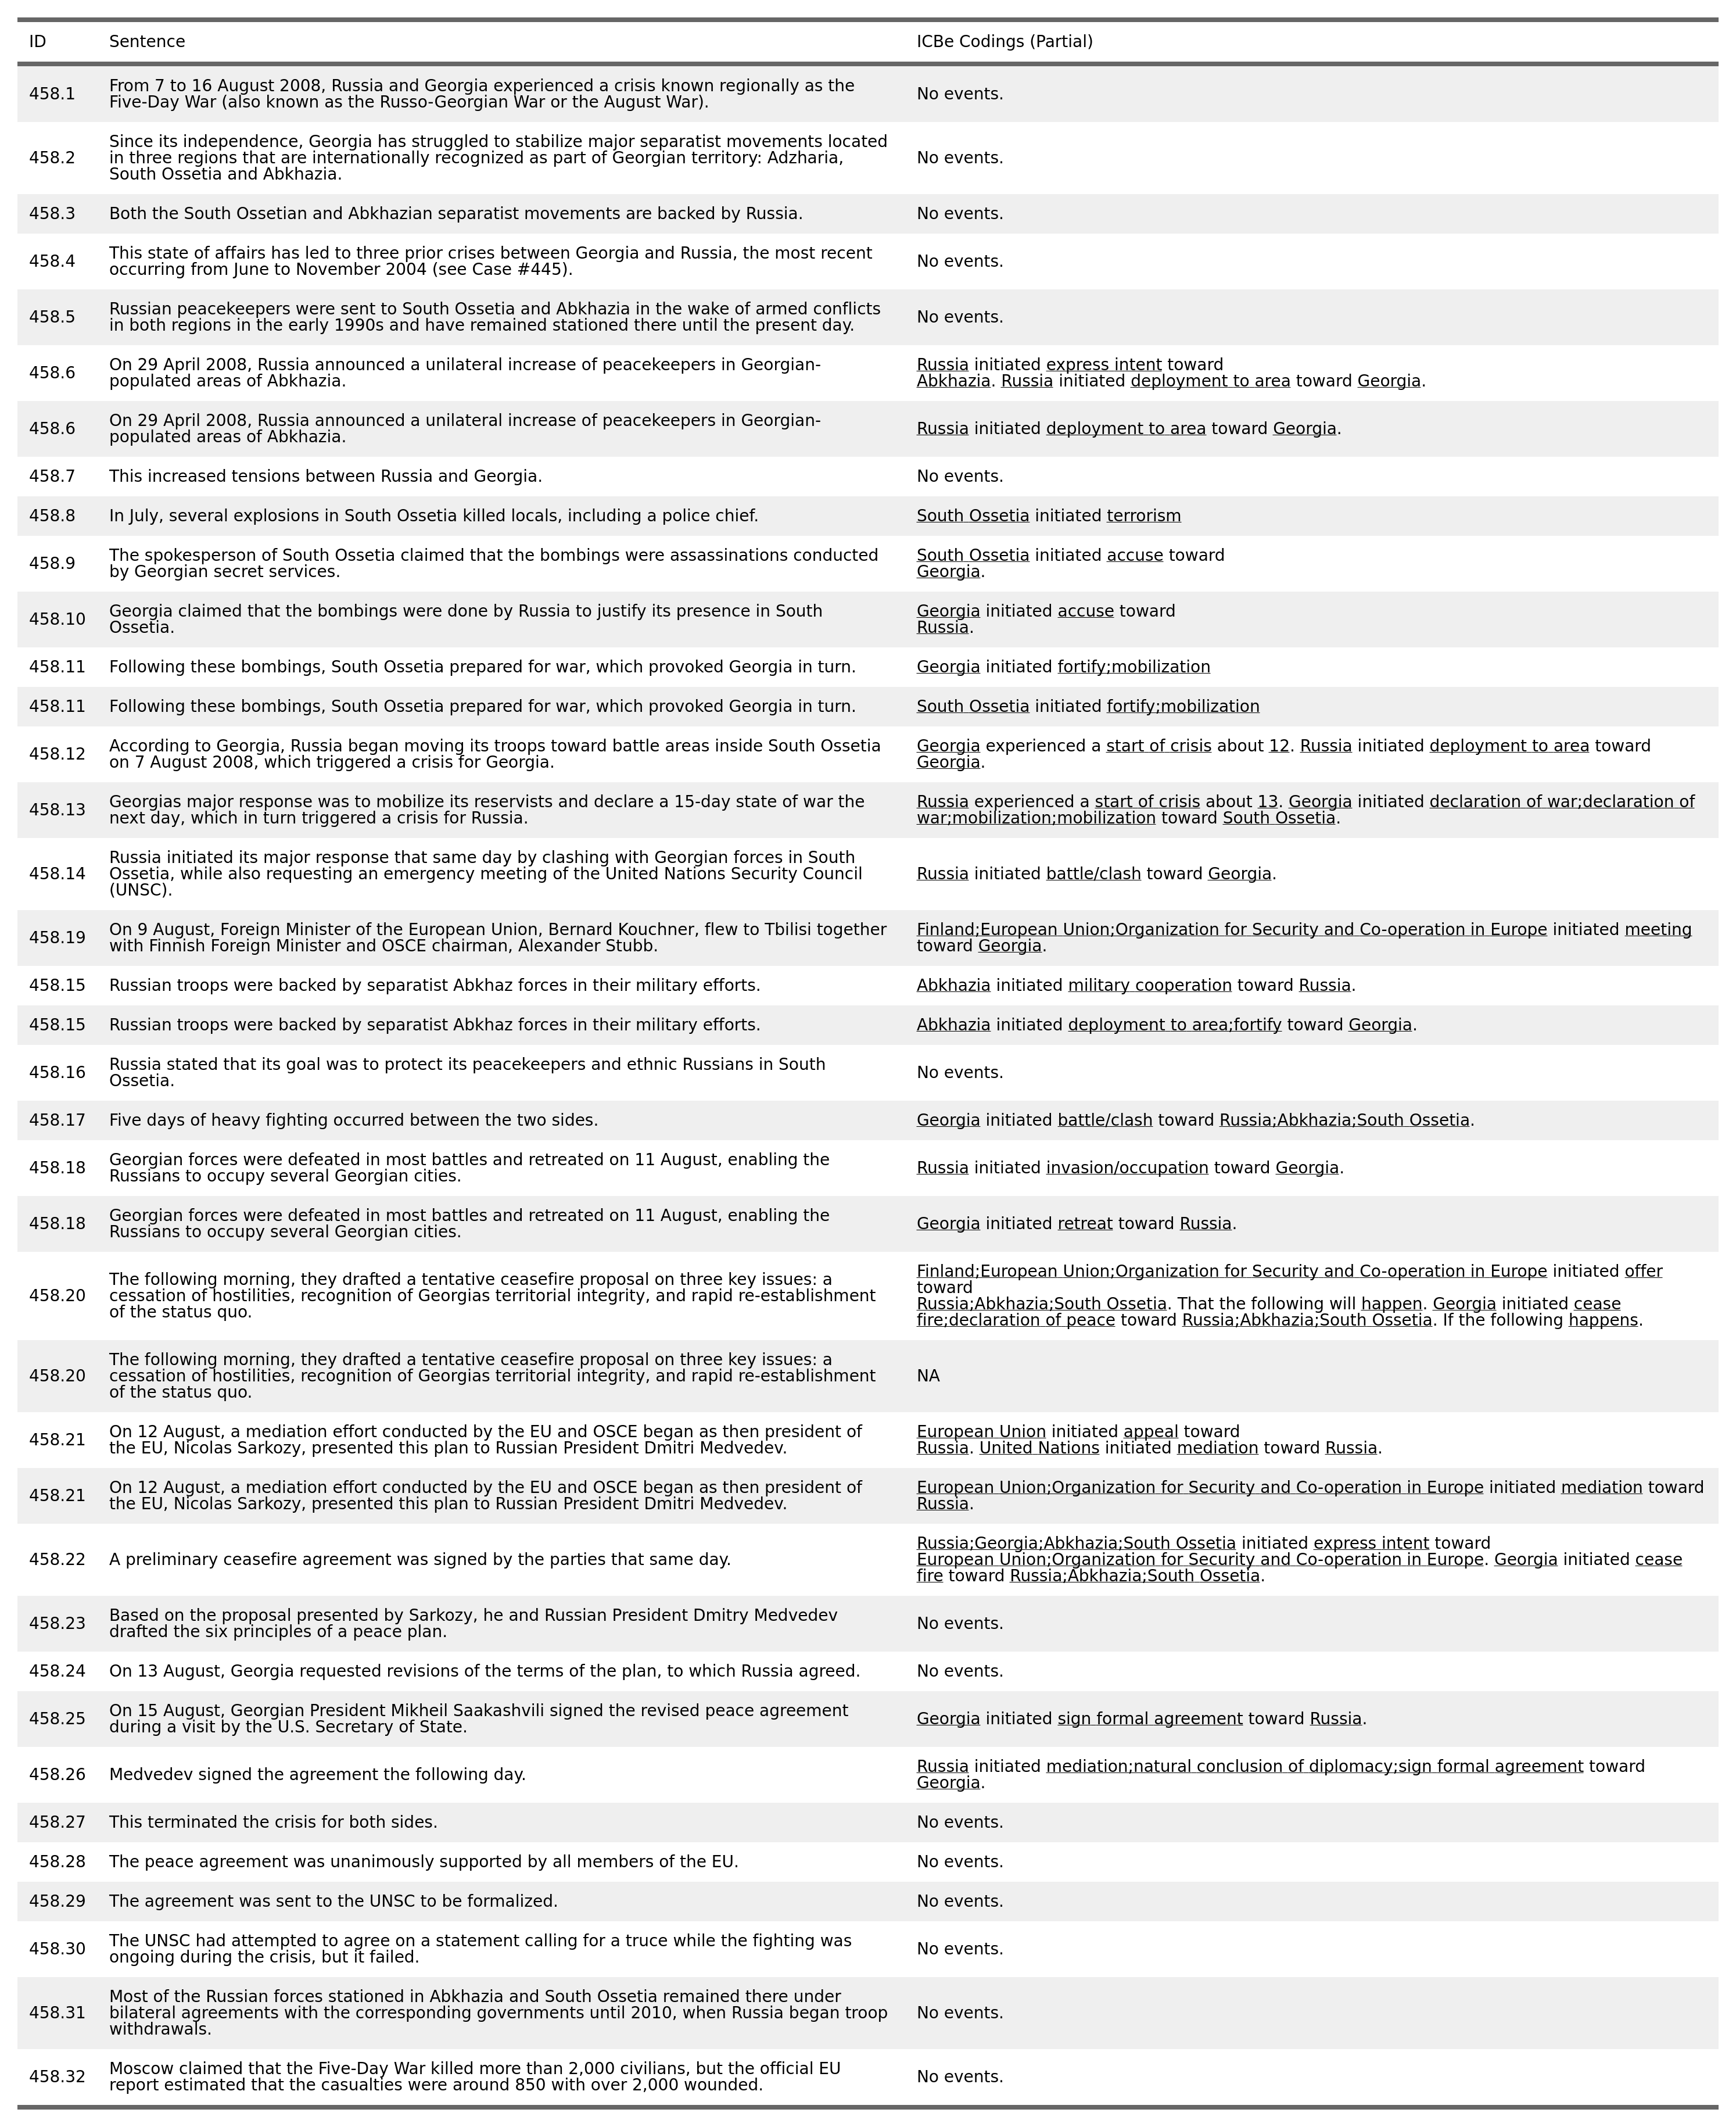 ID Sentence ICBe Codings (Partial)
458.1 From 7 to 16 August 2008, Russia and Georgia experienced a crisis known regionally as the
Five-Day War (also known as the Russo-Georgian War or the August War).
No events.
458.2 Since its independence, Georgia has struggled to stabilize major separatist movements located
in three regions that are internationally recognized as part of Georgian territory: Adzharia,
South Ossetia and Abkhazia.
No events.
458.3 Both the South Ossetian and Abkhazian separatist movements are backed by Russia. No events.
458.4 This state of affairs has led to three prior crises between Georgia and Russia, the most recent
occurring from June to November 2004 (see Case #445).
No events.
458.5 Russian peacekeepers were sent to South Ossetia and Abkhazia in the wake of armed conflicts
in both regions in the early 1990s and have remained stationed there until the present day.
No events.
458.6 On 29 April 2008, Russia announced a unilateral increase of peacekeepers in Georgian-
populated areas of Abkhazia.
Russia initiated express intent toward
Abkhazia. Russia initiated deployment to area toward Georgia.
458.6 On 29 April 2008, Russia announced a unilateral increase of peacekeepers in Georgian-
populated areas of Abkhazia.
Russia initiated deployment to area toward Georgia.
458.7 This increased tensions between Russia and Georgia. No events.
458.8 In July, several explosions in South Ossetia killed locals, including a police chief. South Ossetia initiated terrorism
458.9 The spokesperson of South Ossetia claimed that the bombings were assassinations conducted
by Georgian secret services.
South Ossetia initiated accuse toward
Georgia.
458.10 Georgia claimed that the bombings were done by Russia to justify its presence in South
Ossetia.
Georgia initiated accuse toward
Russia.
458.11 Following these bombings, South Ossetia prepared for war, which provoked Georgia in turn. Georgia initiated fortify;mobilization
458.11 Following these bombings, South Ossetia prepared for war, which provoked Georgia in turn. South Ossetia initiated fortify;mobilization
458.12 According to Georgia, Russia began moving its troops toward battle areas inside South Ossetia
on 7 August 2008, which triggered a crisis for Georgia.
Georgia experienced a start of crisis about 12. Russia initiated deployment to area toward
Georgia.
458.13 Georgias major response was to mobilize its reservists and declare a 15-day state of war the
next day, which in turn triggered a crisis for Russia.
Russia experienced a start of crisis about 13. Georgia initiated declaration of war;declaration of
war;mobilization;mobilization toward South Ossetia.
458.14 Russia initiated its major response that same day by clashing with Georgian forces in South
Ossetia, while also requesting an emergency meeting of the United Nations Security Council
(UNSC).
Russia initiated battle/clash toward Georgia.
458.19 On 9 August, Foreign Minister of the European Union, Bernard Kouchner, flew to Tbilisi together
with Finnish Foreign Minister and OSCE chairman, Alexander Stubb.
Finland;European Union;Organization for Security and Co-operation in Europe initiated meeting
toward Georgia.
458.15 Russian troops were backed by separatist Abkhaz forces in their military efforts. Abkhazia initiated military cooperation toward Russia.
458.15 Russian troops were backed by separatist Abkhaz forces in their military efforts. Abkhazia initiated deployment to area;fortify toward Georgia.
458.16 Russia stated that its goal was to protect its peacekeepers and ethnic Russians in South
Ossetia.
No events.
458.17 Five days of heavy fighting occurred between the two sides. Georgia initiated battle/clash toward Russia;Abkhazia;South Ossetia.
458.18 Georgian forces were defeated in most battles and retreated on 11 August, enabling the
Russians to occupy several Georgian cities.
Russia initiated invasion/occupation toward Georgia.
458.18 Georgian forces were defeated in most battles and retreated on 11 August, enabling the
Russians to occupy several Georgian cities.
Georgia initiated retreat toward Russia.
458.20 The following morning, they drafted a tentative ceasefire proposal on three key issues: a
cessation of hostilities, recognition of Georgias territorial integrity, and rapid re-establishment
of the status quo.
Finland;European Union;Organization for Security and Co-operation in Europe initiated offer
toward
Russia;Abkhazia;South Ossetia. That the following will happen. Georgia initiated cease
fire;declaration of peace toward Russia;Abkhazia;South Ossetia. If the following happens.
458.20 The following morning, they drafted a tentative ceasefire proposal on three key issues: a
cessation of hostilities, recognition of Georgias territorial integrity, and rapid re-establishment
of the status quo.
NA
458.21 On 12 August, a mediation effort conducted by the EU and OSCE began as then president of
the EU, Nicolas Sarkozy, presented this plan to Russian President Dmitri Medvedev.
European Union initiated appeal toward
Russia. United Nations initiated mediation toward Russia.
458.21 On 12 August, a mediation effort conducted by the EU and OSCE began as then president of
the EU, Nicolas Sarkozy, presented this plan to Russian President Dmitri Medvedev.
European Union;Organization for Security and Co-operation in Europe initiated mediation toward
Russia.
458.22 A preliminary ceasefire agreement was signed by the parties that same day.
Russia;Georgia;Abkhazia;South Ossetia initiated express intent toward
European Union;Organization for Security and Co-operation in Europe. Georgia initiated cease
fire toward Russia;Abkhazia;South Ossetia.
458.23 Based on the proposal presented by Sarkozy, he and Russian President Dmitry Medvedev
drafted the six principles of a peace plan.
No events.
458.24 On 13 August, Georgia requested revisions of the terms of the plan, to which Russia agreed. No events.
458.25 On 15 August, Georgian President Mikheil Saakashvili signed the revised peace agreement
during a visit by the U.S. Secretary of State.
Georgia initiated sign formal agreement toward Russia.
458.26 Medvedev signed the agreement the following day.
Russia initiated mediation;natural conclusion of diplomacy;sign formal agreement toward
Georgia.
458.27 This terminated the crisis for both sides. No events.
458.28 The peace agreement was unanimously supported by all members of the EU. No events.
458.29 The agreement was sent to the UNSC to be formalized. No events.
458.30 The UNSC had attempted to agree on a statement calling for a truce while the fighting was
ongoing during the crisis, but it failed.
No events.
458.31 Most of the Russian forces stationed in Abkhazia and South Ossetia remained there under
bilateral agreements with the corresponding governments until 2010, when Russia began troop
withdrawals.
No events.
458.32 Moscow claimed that the Five-Day War killed more than 2,000 civilians, but the official EU
report estimated that the casualties were around 850 with over 2,000 wounded.
No events.